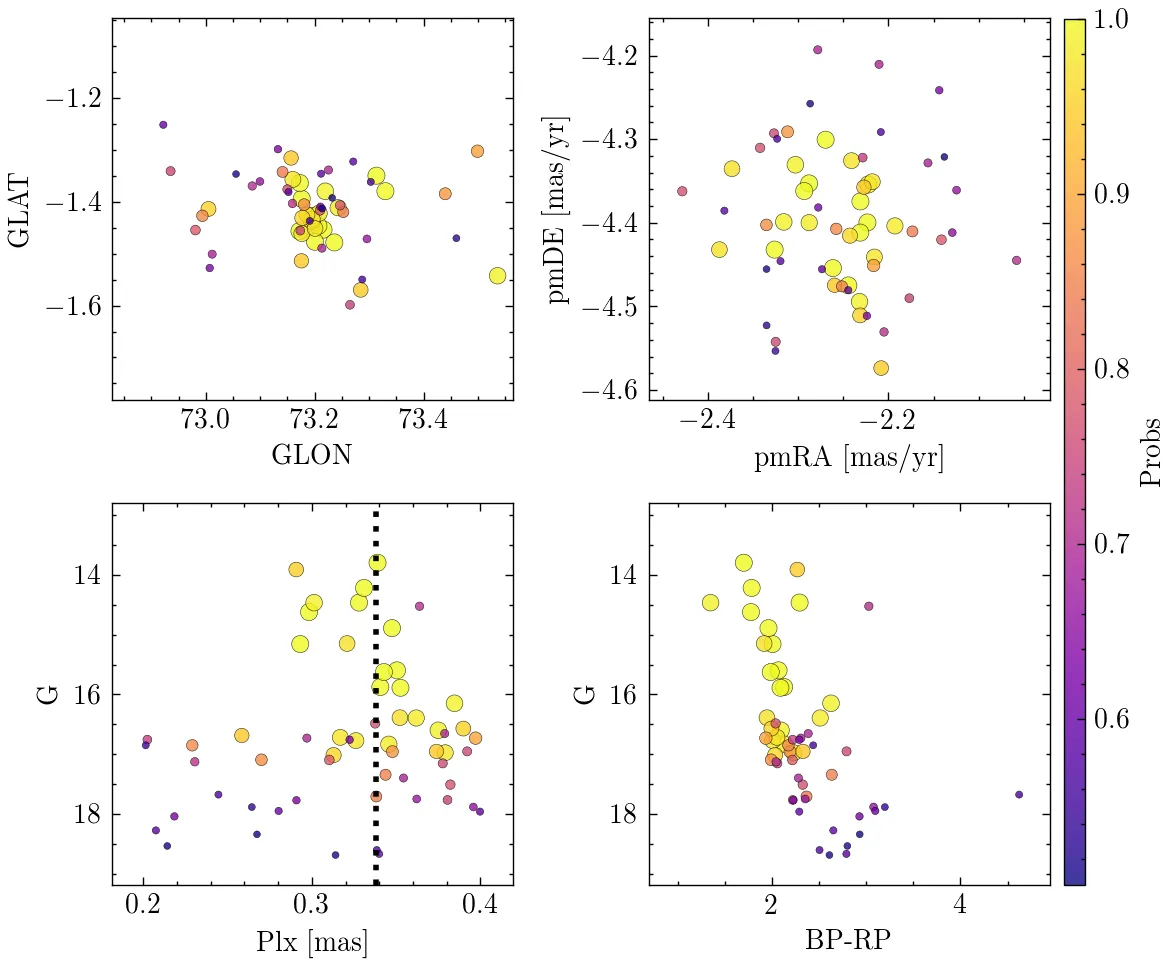 −1.2
−1.4
−1.6
GLAT
73.0 73.2 73.4
GLON
−4.2
−4.3
−4.4
−4.5
−4.6
pmDE [mas/yr]
−2.4 −2.2
pmRA [mas/yr]
14
16
18
G
0.2 0.3 0.4
Plx [mas]
14
16
18
G
2 4
BP-RP
1.0
0.9
0.8
0.7
0.6
Probs